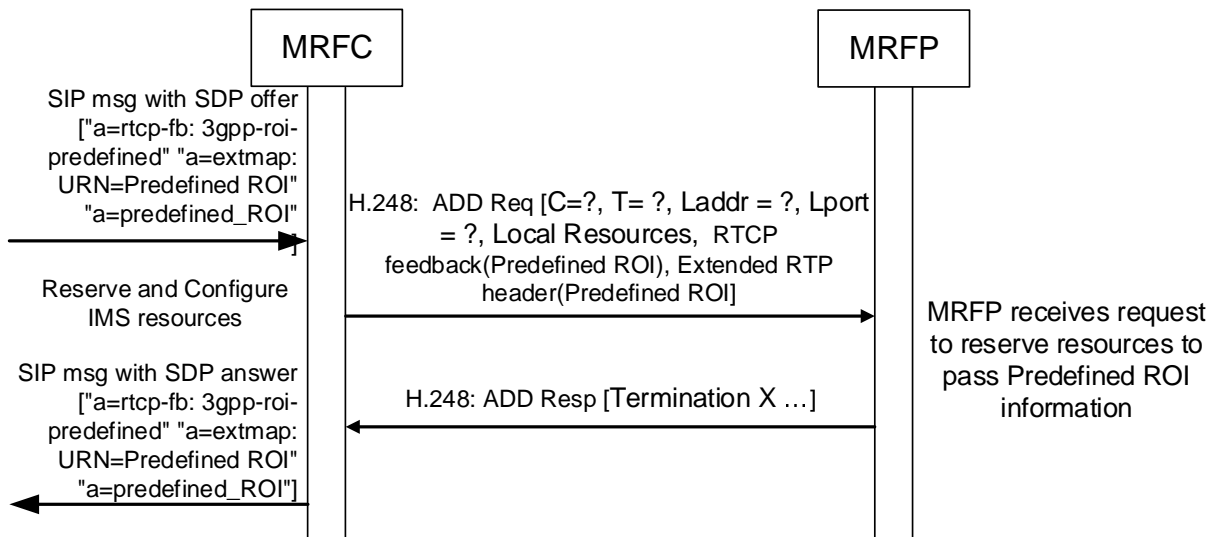 MRFC
MRFP
SIP msg with SDP offer
["a=rtcp-fb: 3gpp-roi-
predefined" "a=extmap:
URN=Predefined ROI"
"a=predefined_ROI"
]
H.248: ADD Req [C=?, T= ?, Laddr = ?, Lport
= ?, Local Resources, RTCP
feedback(Predefined ROI), Extended RTP
header(Predefined ROI]
Reserve and Configure
IMS resources
MRFP receives request
to reserve resources to
pass Predefined ROI
information
SIP msg with SDP answer
["a=rtcp-fb: 3gpp-roi-
predefined" "a=extmap:
URN=Predefined ROI"
"a=predefined_ROI"]
H.248: ADD Resp [Termination X …]